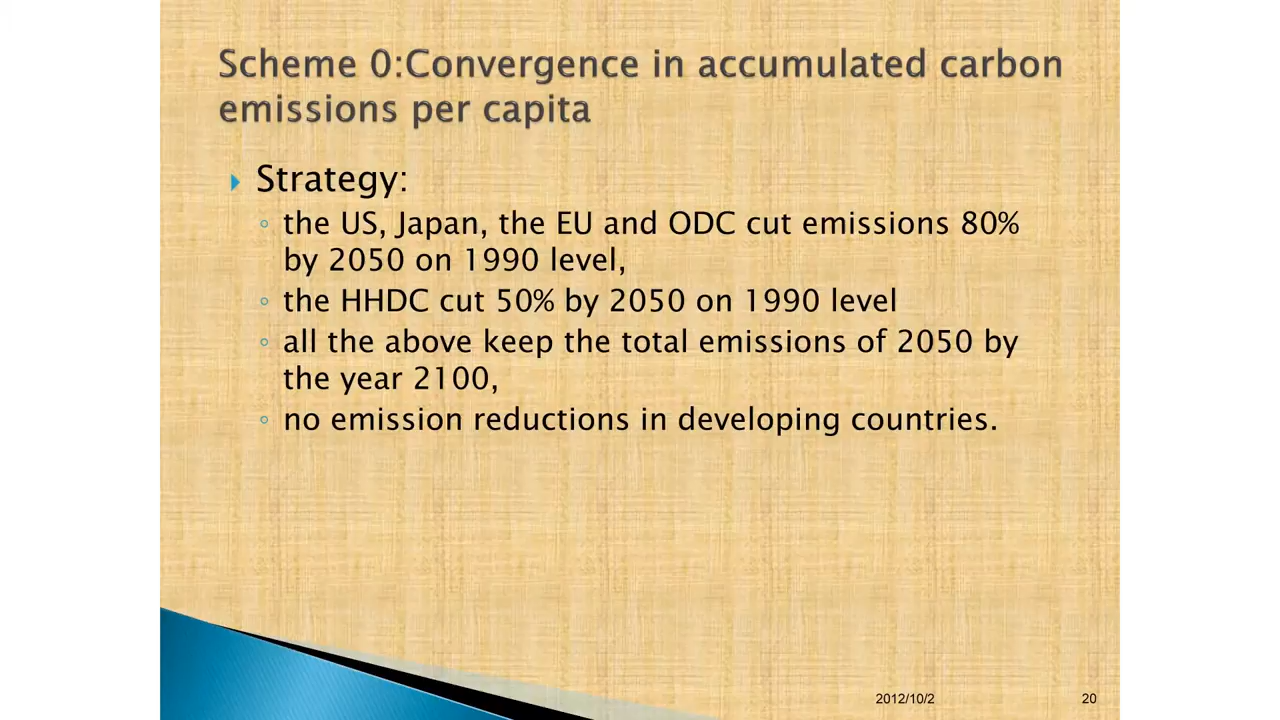 Scheme 0:Convergence in accumulated carbon
emissions per capita
Strategy:
the US, Japan, the EU and ODC cut emissions 80%
by 2050 on 1990 level,
the HHDC cut 50% by 2050 on 1990 level
all the above keep the total emissions of 2050 by
the year 2100,
no emission reductions in developing countries.
2012/10/2
20